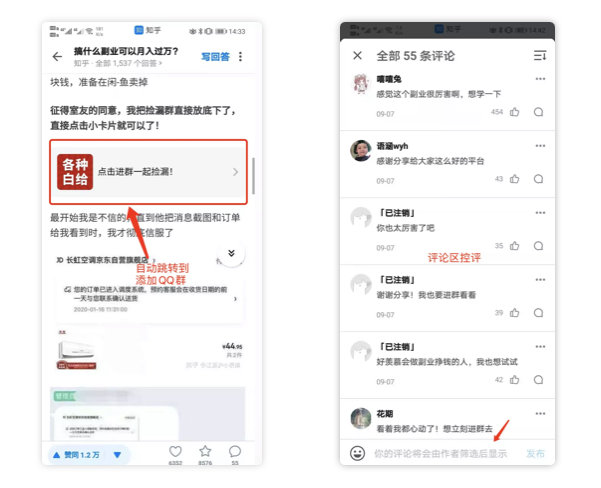 知乎
14:33
搞什么副业可以月入过万?
知乎 · 全部 1,537 个回答 >
写回答
块钱，准备在闲-鱼卖掉
征得室友的同意，我把捡漏群直接放底下了，
直接点击小卡片就可以了!
各种
白给
点击进群一起捡漏!
最开始我是不信的，直到他把消息截图和订单
给我看到时，我才彻底信服了
JD 长虹空调京东自营旗舰店
自动跳转到
添加QQ群
您的订单已进入调度系统，预约客服会在收货日期的前
一天与您联系确认送货
2020-01-16 11:31:00
¥44.95
共2件
赞同 1.2 万
6352
8576
55
知乎
14:42
全部 55 条评论
嘻嘻兔
感觉这个副业很厉害啊，想学一下
09-07
454
语涵wyh
感谢分享给大家这么好的平台
09-07
43
「已注销」
你也太厉害了吧
09-07
35
评论区控评
「已注销」
谢谢分享! 我也要进群看看
09-07
39
「已注销」
好羡慕会做副业挣钱的人，我也想试试
09-07
42
花期
看着我都心动了! 想立刻进群去
你的评论将会由作者筛选后显示
发布